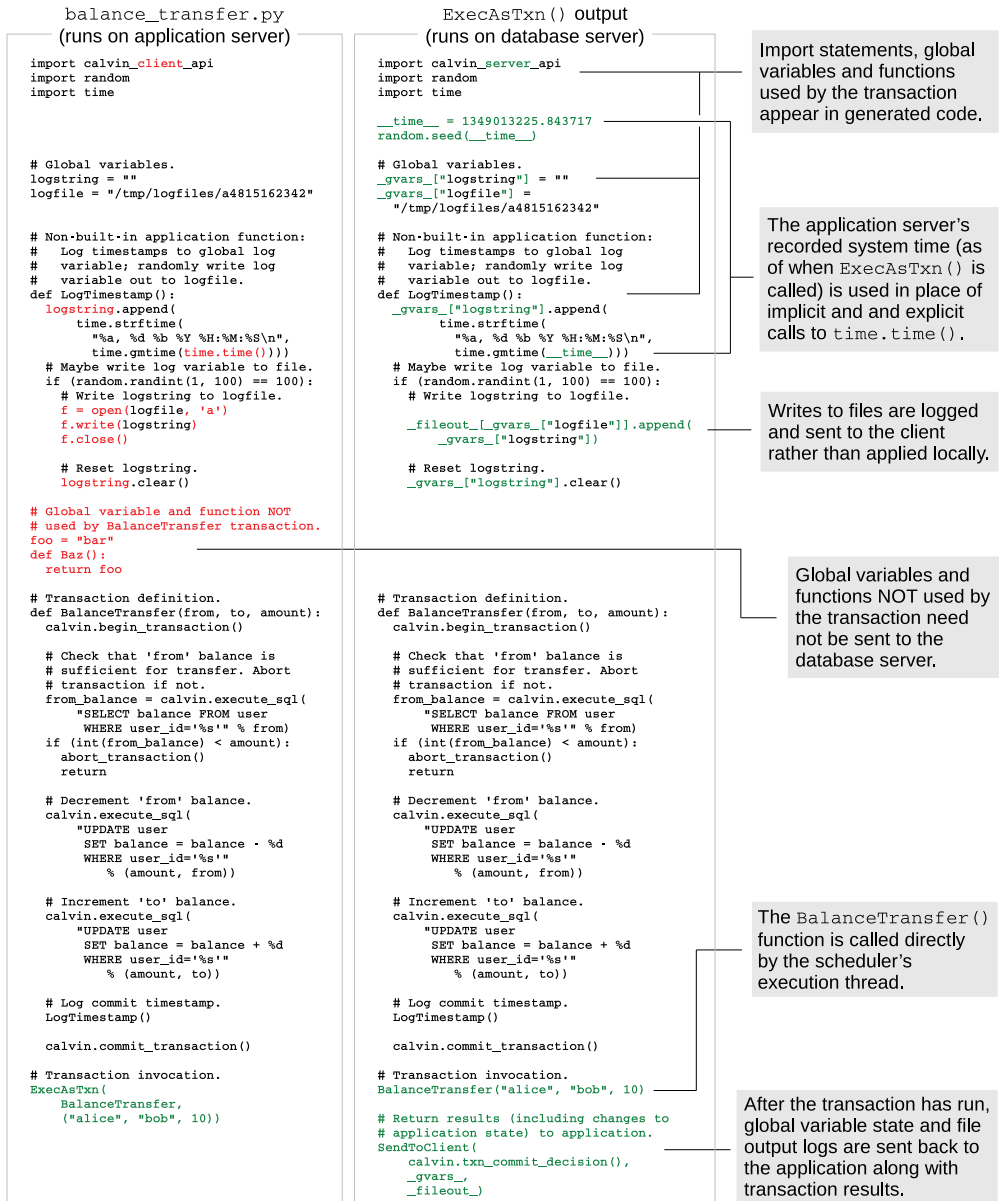 balance_transfer.py
(runs on application server)
import calvin_client_api
import random
import time
# Global variables.
logstring = ""
logfile = "/tmp/logfiles/a4815162342"
# Non-built-in application function:
#   Log timestamps to global log
#   variable; randomly write log
#   variable out to logfile.
def LogTimestamp():
  logstring.append(
      time.strftime(
        "%a, %d %b %Y %H:%M:%S\n",
        time.gmtime(time.time())))
  # Maybe write log variable to file.
  if (random.randint(1, 100) == 100):
    # Write logstring to logfile.
    f = open(logfile, 'a')
    f.write(logstring)
    f.close()
    # Reset logstring.
    logstring.clear()
# Global variable and function NOT
# used by BalanceTransfer transaction.
foo = "bar"
def Baz():
  return foo
# Transaction definition.
def BalanceTransfer(from, to, amount):
  calvin.begin_transaction()
  # Check that 'from' balance is
  # sufficient for transfer. Abort
  # transaction if not.
  from_balance = calvin.execute_sql(
      "SELECT balance FROM user
       WHERE user_id='%s'" % from)
  if (int(from_balance) < amount):
    abort_transaction()
    return
  # Decrement 'from' balance.
  calvin.execute_sql(
      "UPDATE user
       SET balance = balance - %d
       WHERE user_id='%s'"
          % (amount, from))
  # Increment 'to' balance.
  calvin.execute_sql(
      "UPDATE user
       SET balance = balance + %d
       WHERE user_id='%s'"
          % (amount, to))
  # Log commit timestamp.
  LogTimestamp()
  calvin.commit_transaction()
# Transaction invocation.
ExecAsTxn(
    BalanceTransfer,
    ("alice", "bob", 10))
ExecAsTxn() output
(runs on database server)
import calvin_server_api
import random
import time
__time__ = 1349013225.843717
random.seed(__time__)
# Global variables.
_gvars_["logstring"] = ""
_gvars_["logfile"] =
  "/tmp/logfiles/a4815162342"
# Non-built-in application function:
#   Log timestamps to global log
#   variable; randomly write log
#   variable out to logfile.
def LogTimestamp():
  _gvars_["logstring"].append(
        time.strftime(
          "%a, %d %b %Y %H:%M:%S\n",
          time.gmtime(__time__)))
  # Maybe write log variable to file.
  if (random.randint(1, 100) == 100):
    # Write logstring to logfile.
    _fileout_[_gvars_["logfile"]].append(
        _gvars_["logstring"])
    # Reset logstring.
    _gvars_["logstring"].clear()
# Transaction definition.
def BalanceTransfer(from, to, amount):
  calvin.begin_transaction()
  # Check that 'from' balance is
  # sufficient for transfer. Abort
  # transaction if not.
  from_balance = calvin.execute_sql(
      "SELECT balance FROM user
       WHERE user_id='%s'" % from)
  if (int(from_balance) < amount):
    abort_transaction()
    return
  # Decrement 'from' balance.
  calvin.execute_sql(
      "UPDATE user
       SET balance = balance - %d
       WHERE user_id='%s'"
          % (amount, from))
  # Increment 'to' balance.
  calvin.execute_sql(
      "UPDATE user
       SET balance = balance + %d
       WHERE user_id='%s'"
          % (amount, to))
  # Log commit timestamp.
  LogTimestamp()
  calvin.commit_transaction()
# Transaction invocation.
BalanceTransfer("alice", "bob", 10)
# Return results (including changes to
# application state) to application.
SendToClient(
    calvin.txn_commit_decision(),
    _gvars_,
    _fileout_)
Import statements, global
variables and functions
used by the transaction
appear in generated code.
The application server's
recorded system time (as
of when ExecAsTxn() is
called) is used in place of
implicit and and explicit
calls to time.time().
Writes to files are logged
and sent to the client
rather than applied locally.
Global variables and
functions NOT used by
the transaction need
not be sent to the
database server.
The BalanceTransfer()
function is called directly
by the scheduler's
execution thread.
After the transaction has run,
global variable state and file
output logs are sent back to
the application along with
transaction results.